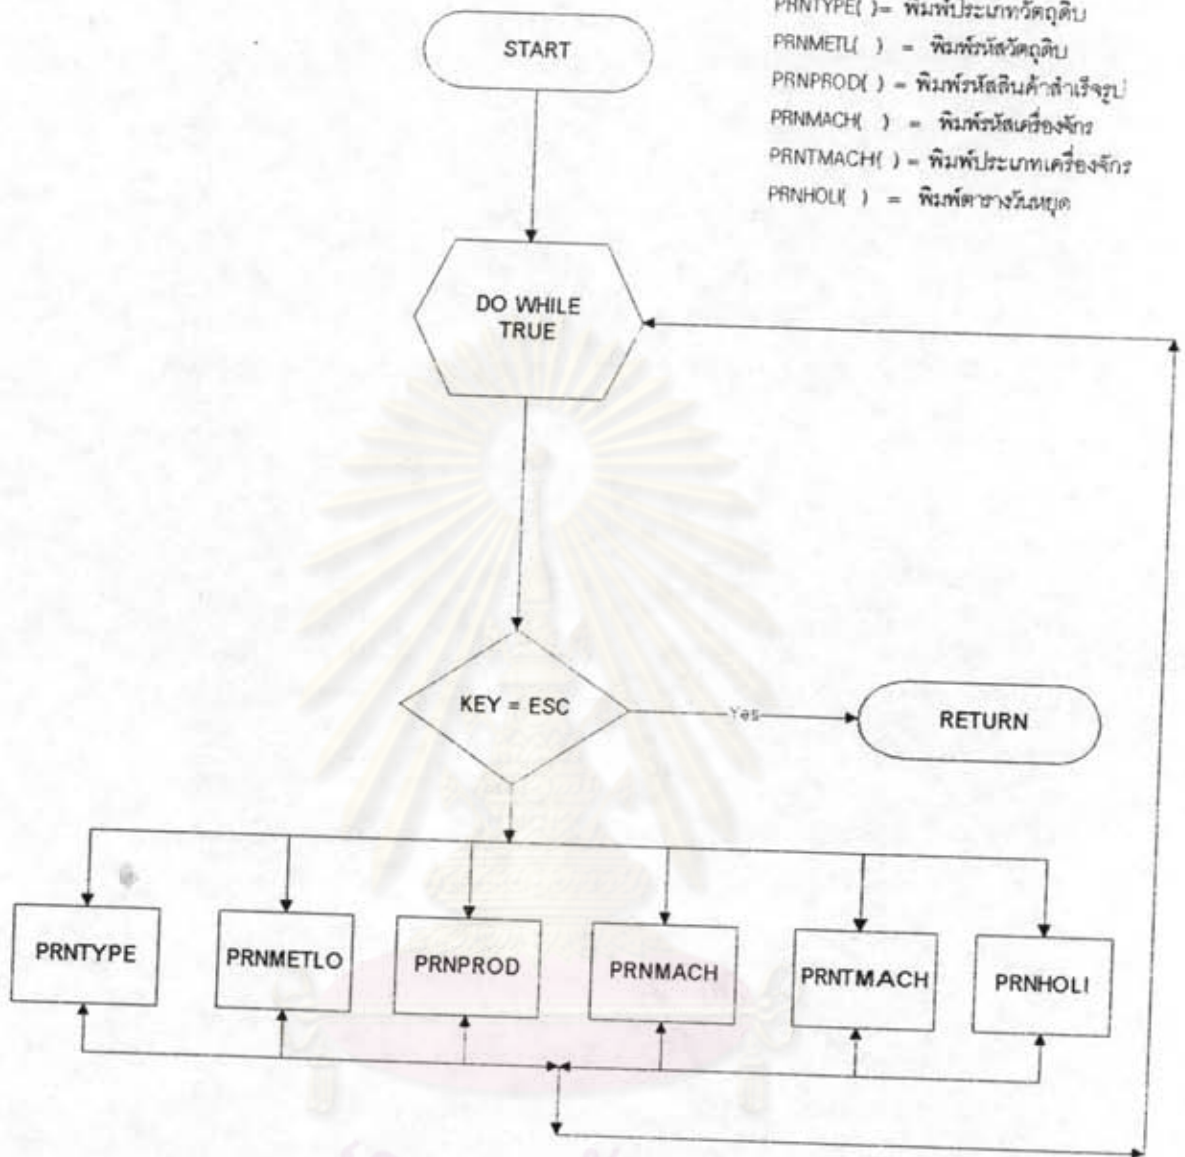 PRNTYPE( )= พิมพ์ประเภทวัตถุดิบ
PRNMETL( ) = พิมพ์รหัสวัตถุดิบ
PRNPROD( ) = พิมพ์รหัสสินค้าสำเร็จรูป
PRNMACH( ) = พิมพ์รหัสเครื่องจักร
PRNTMACH( ) = พิมพ์ประเภทเครื่องจักร
PRNHOLI( ) = พิมพ์ตารางวันหยุด
START
DO WHILE
TRUE
KEY = ESC
Yes
RETURN
PRNTYPE
PRNMETLO
PRNPROD
PRNMACH
PRNTMACH
PRNHOLI